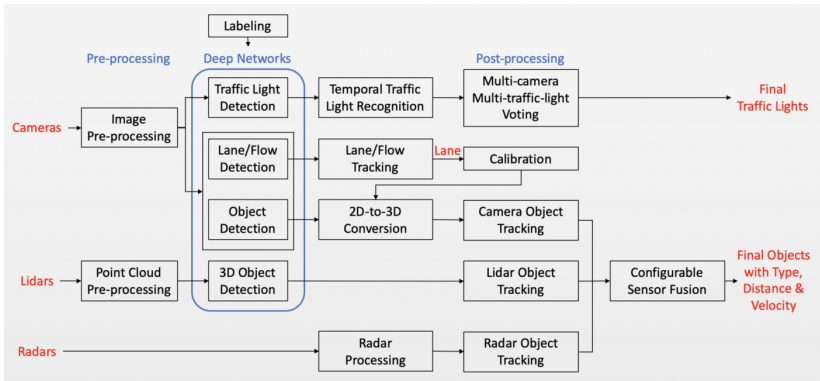 Labeling
Pre-processing
Deep Networks
Post-processing
Cameras
Image
Pre-processing
Traffic Light
Detection
Temporal Traffic
Light Recognition
Multi-camera
Multi-traffic-light
Voting
Final
Traffic Lights
Lane/Flow
Detection
Lane/Flow
Tracking
Lane
Calibration
Object
Detection
2D-to-3D
Conversion
Camera Object
Tracking
Lidars
Point Cloud
Pre-processing
3D Object
Detection
Lidar Object
Tracking
Configurable
Sensor Fusion
Final Objects
with Type,
Distance &
Velocity
Radars
Radar
Processing
Radar Object
Tracking